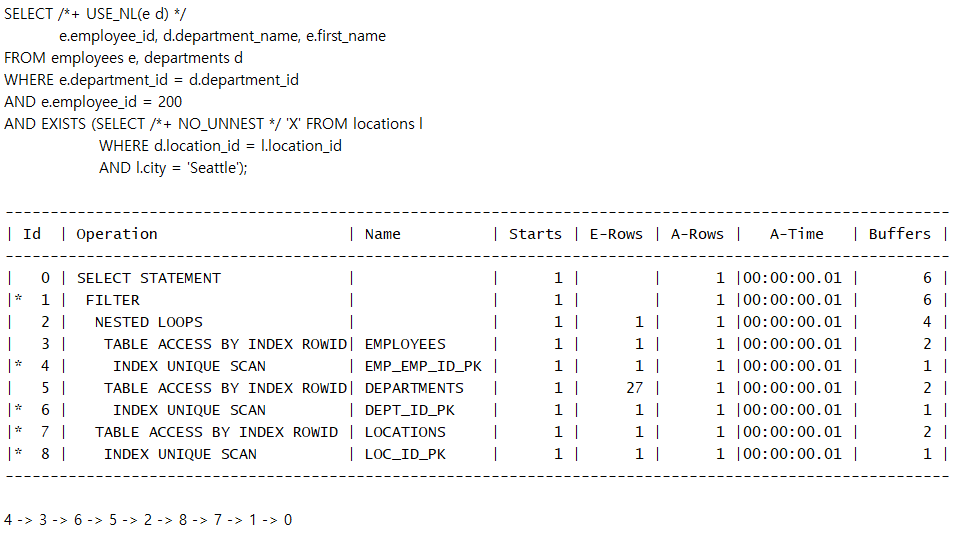 SELECT /*+ USE_NL(e d) */
e.employee_id, d.department_name, e.first_name
FROM employees e, departments d
WHERE e.department_id = d.department_id
AND e.employee_id = 200
AND EXISTS (SELECT /*+ NO_UNNEST */ 'X' FROM locations l
WHERE d.location_id = l.location_id
AND l.city = 'Seattle');
---------------------------------------------------------------------------------------------------------
| Id  | Operation                     | Name          | Starts | E-Rows | A-Rows |   A-Time   | Buffers |
---------------------------------------------------------------------------------------------------------
|   0 | SELECT STATEMENT              |               |      1 |        |      1 |00:00:00.01 |       6 |
|*  1 |  FILTER                       |               |      1 |        |      1 |00:00:00.01 |       6 |
|   2 |   NESTED LOOPS                |               |      1 |      1 |      1 |00:00:00.01 |       4 |
|   3 |    TABLE ACCESS BY INDEX ROWID| EMPLOYEES     |      1 |      1 |      1 |00:00:00.01 |       2 |
|*  4 |     INDEX UNIQUE SCAN         | EMP_EMP_ID_PK |      1 |      1 |      1 |00:00:00.01 |       1 |
|   5 |    TABLE ACCESS BY INDEX ROWID| DEPARTMENTS   |      1 |     27 |      1 |00:00:00.01 |       2 |
|*  6 |     INDEX UNIQUE SCAN         | DEPT_ID_PK    |      1 |      1 |      1 |00:00:00.01 |       1 |
|*  7 |   TABLE ACCESS BY INDEX ROWID | LOCATIONS     |      1 |      1 |      1 |00:00:00.01 |       2 |
|*  8 |    INDEX UNIQUE SCAN          | LOC_ID_PK     |      1 |      1 |      1 |00:00:00.01 |       1 |
---------------------------------------------------------------------------------------------------------
4 -> 3 -> 6 -> 5 -> 2 -> 8 -> 7 -> 1 -> 0